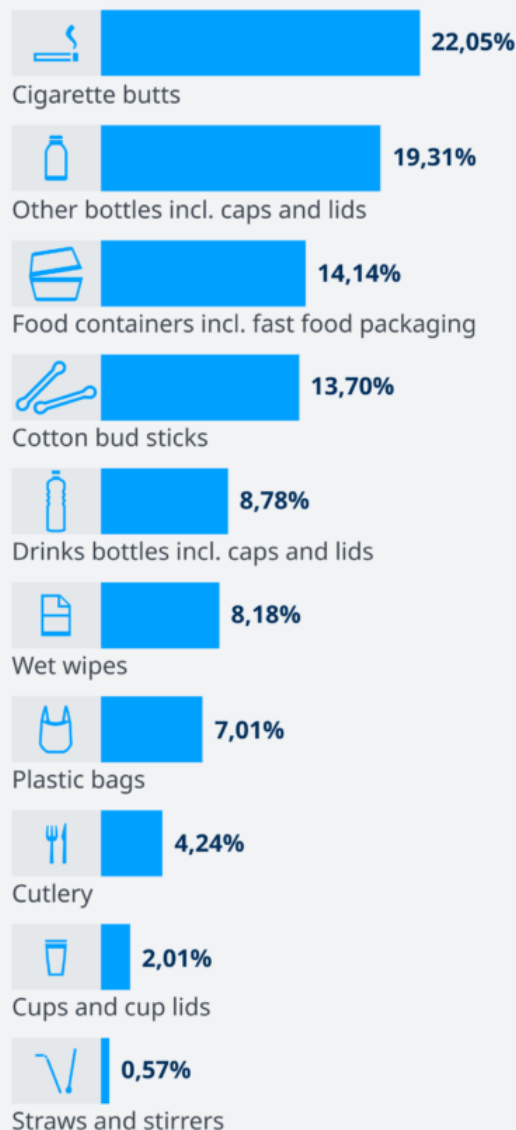 22,05%
Cigarette butts
19,31%
Other bottles incl. caps and lids
14,14%
Food containers incl. fast food packaging
13,70%
Cotton bud sticks
8,78%
Drinks bottles incl. caps and lids
8,18%
Wet wipes
7,01%
Plastic bags
4,24%
Cutlery
2,01%
Cups and cup lids
0,57%
Straws and stirrers